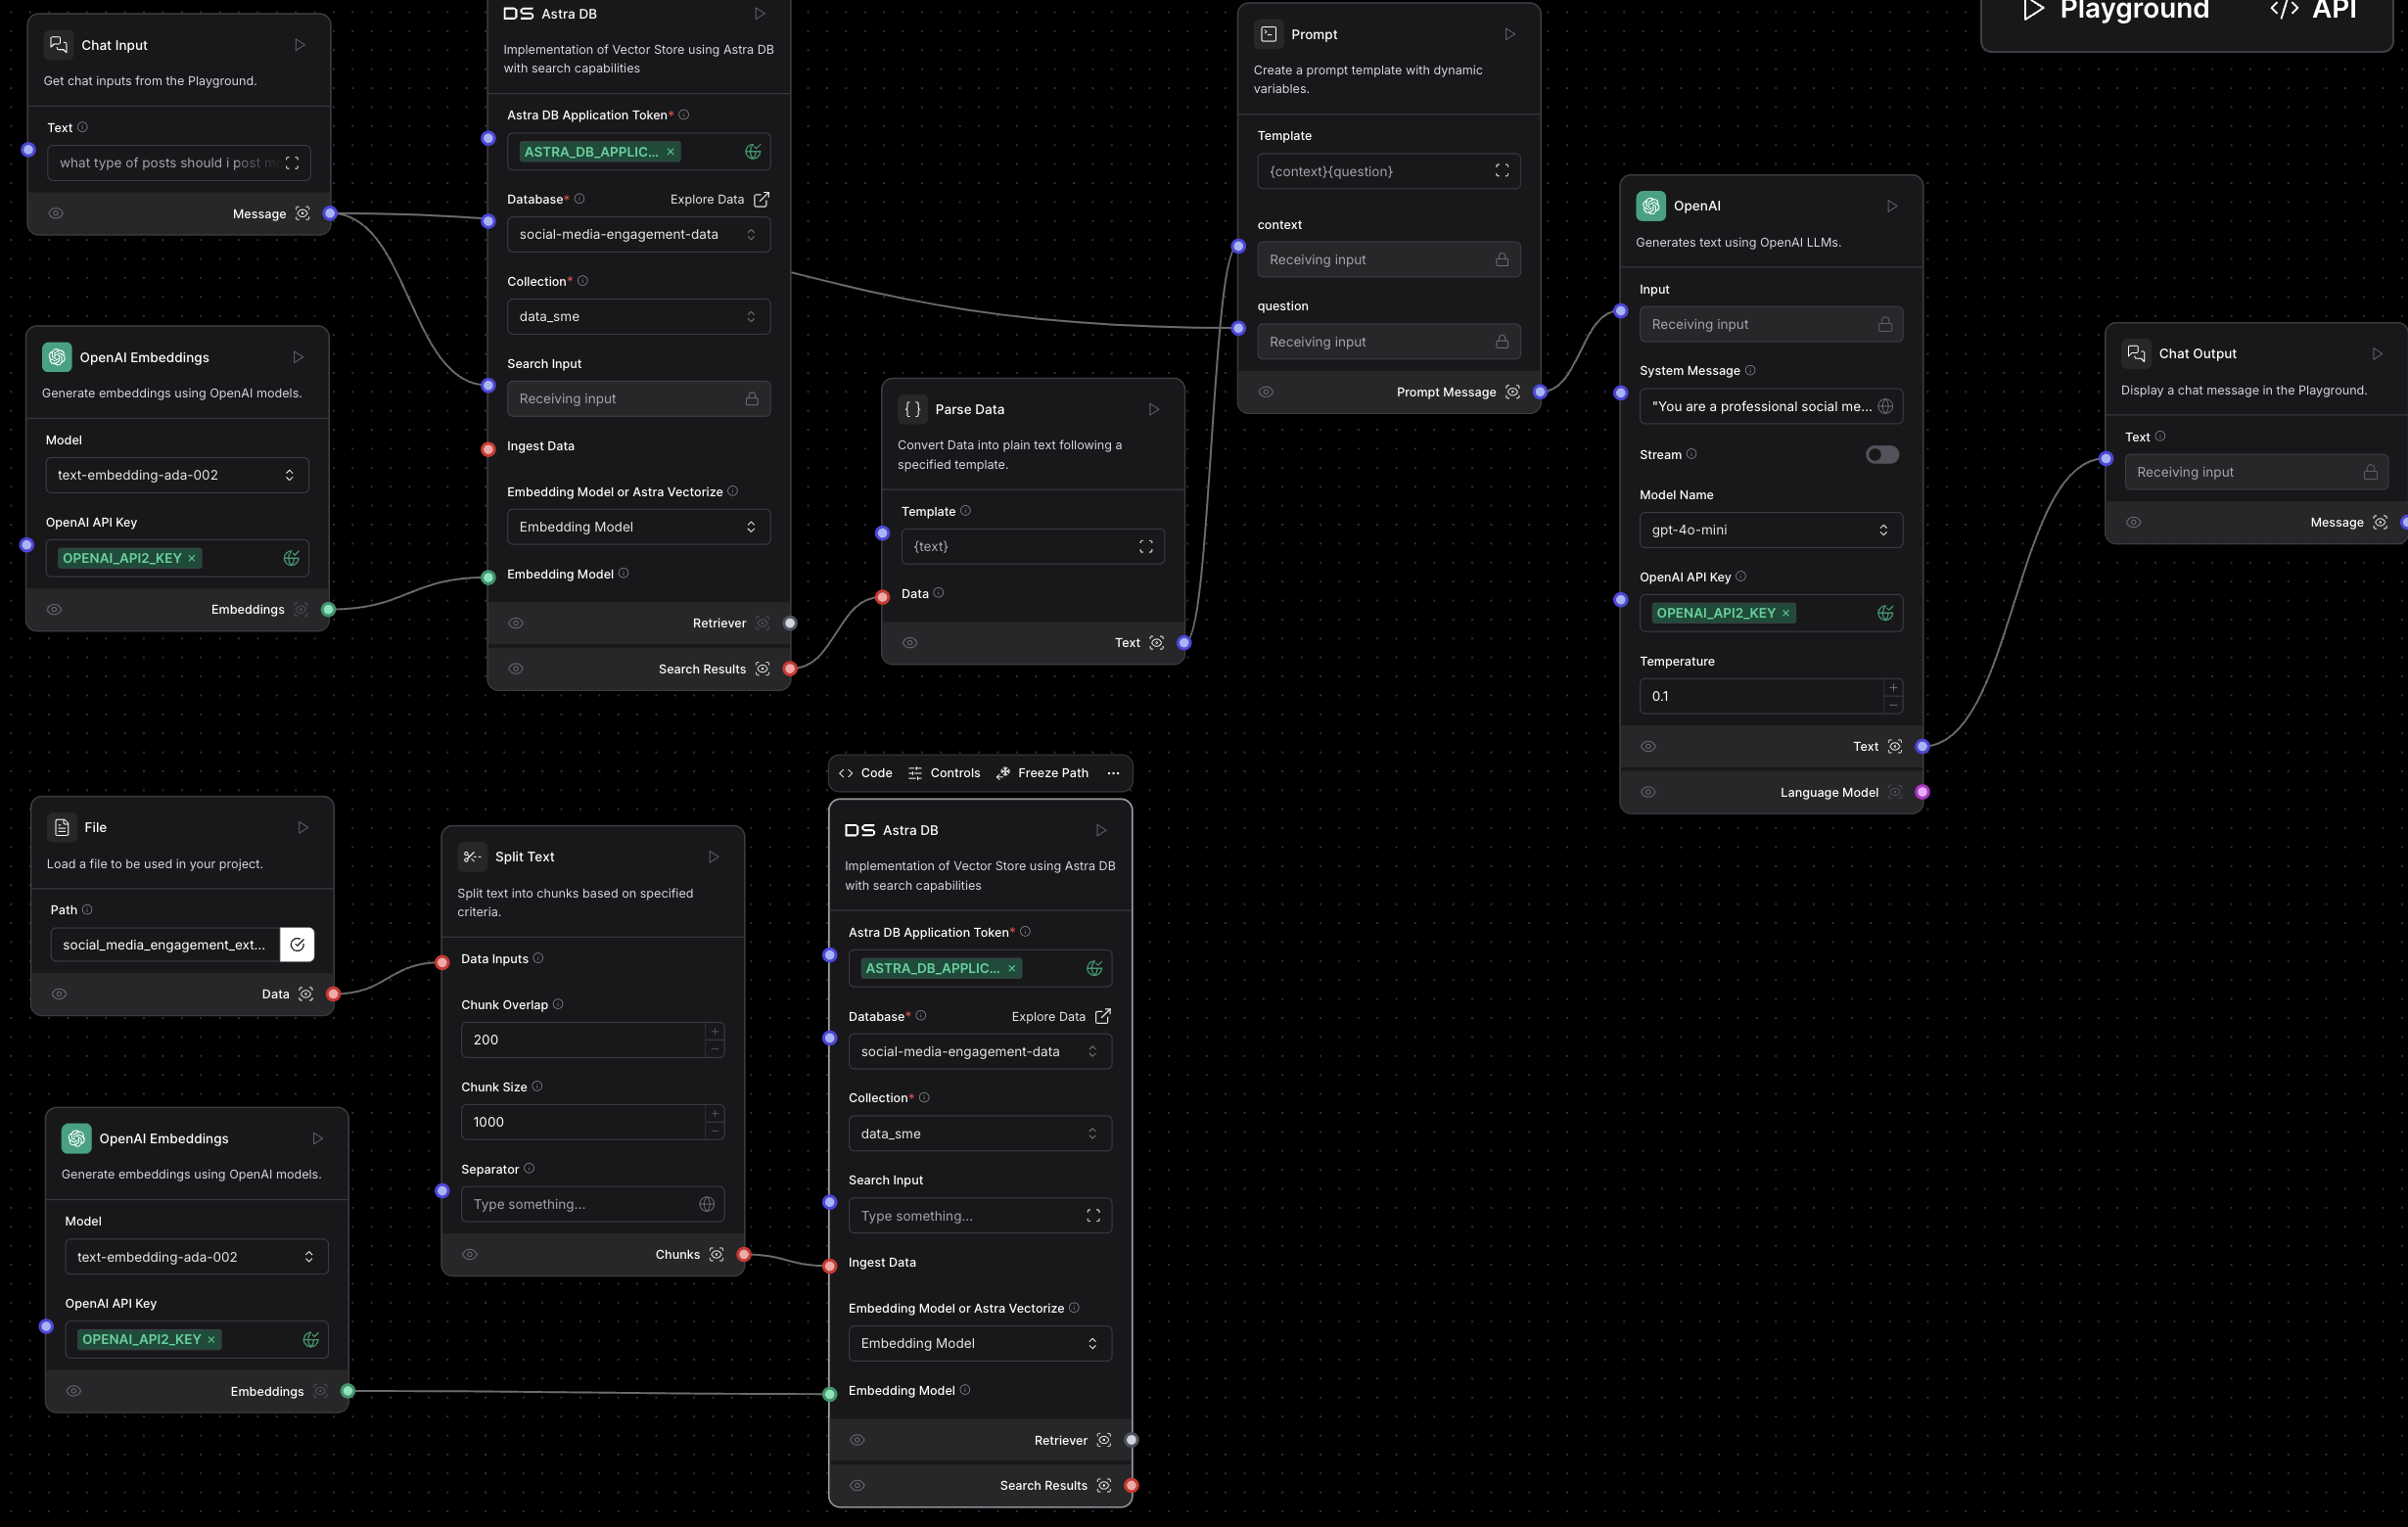 Playground
API
Chat Input
Get chat inputs from the Playground.
Text
what type of posts should i post
Message
OpenAI Embeddings
Generate embeddings using OpenAI models.
Model
text-embedding-ada-002
OpenAI API Key
OPENAI_API2_KEY ×
Embeddings
DS Astra DB
Implementation of Vector Store using Astra DB
with search capabilities
Astra DB Application Token*
ASTRA_DB_APPLIC... ×
Database* Explore Data
social-media-engagement-data
Collection*
data_sme
Search Input
Receiving input
Ingest Data
Embedding Model or Astra Vectorize
Embedding Model
Embedding Model
Retriever
Search Results
{ } Parse Data
Convert Data into plain text following a
specified template.
Template
{text}
Data
Text
Prompt
Create a prompt template with dynamic
variables.
Template
{context}{question}
context
Receiving input
question
Receiving input
Prompt Message
OpenAI
Generates text using OpenAI LLMs.
Input
Receiving input
System Message
"You are a professional social me...
Stream
Model Name
gpt-4o-mini
OpenAI API Key
OPENAI_API2_KEY ×
Temperature
0.1
Text
Language Model
Chat Output
Display a chat message in the Playground.
Text
Receiving input
Message
File
Load a file to be used in your project.
Path
social_media_engagement_ext...
Data
OpenAI Embeddings
Generate embeddings using OpenAI models.
Model
text-embedding-ada-002
OpenAI API Key
OPENAI_API2_KEY ×
Embeddings
Split Text
Split text into chunks based on specified
criteria.
Data Inputs
Chunk Overlap
200
Chunk Size
1000
Separator
Type something...
Chunks
Code Controls Freeze Path ...
DS Astra DB
Implementation of Vector Store using Astra DB
with search capabilities
Astra DB Application Token*
ASTRA_DB_APPLIC... ×
Database* Explore Data
social-media-engagement-data
Collection*
data_sme
Search Input
Type something...
Ingest Data
Embedding Model or Astra Vectorize
Embedding Model
Embedding Model
Retriever
Search Results